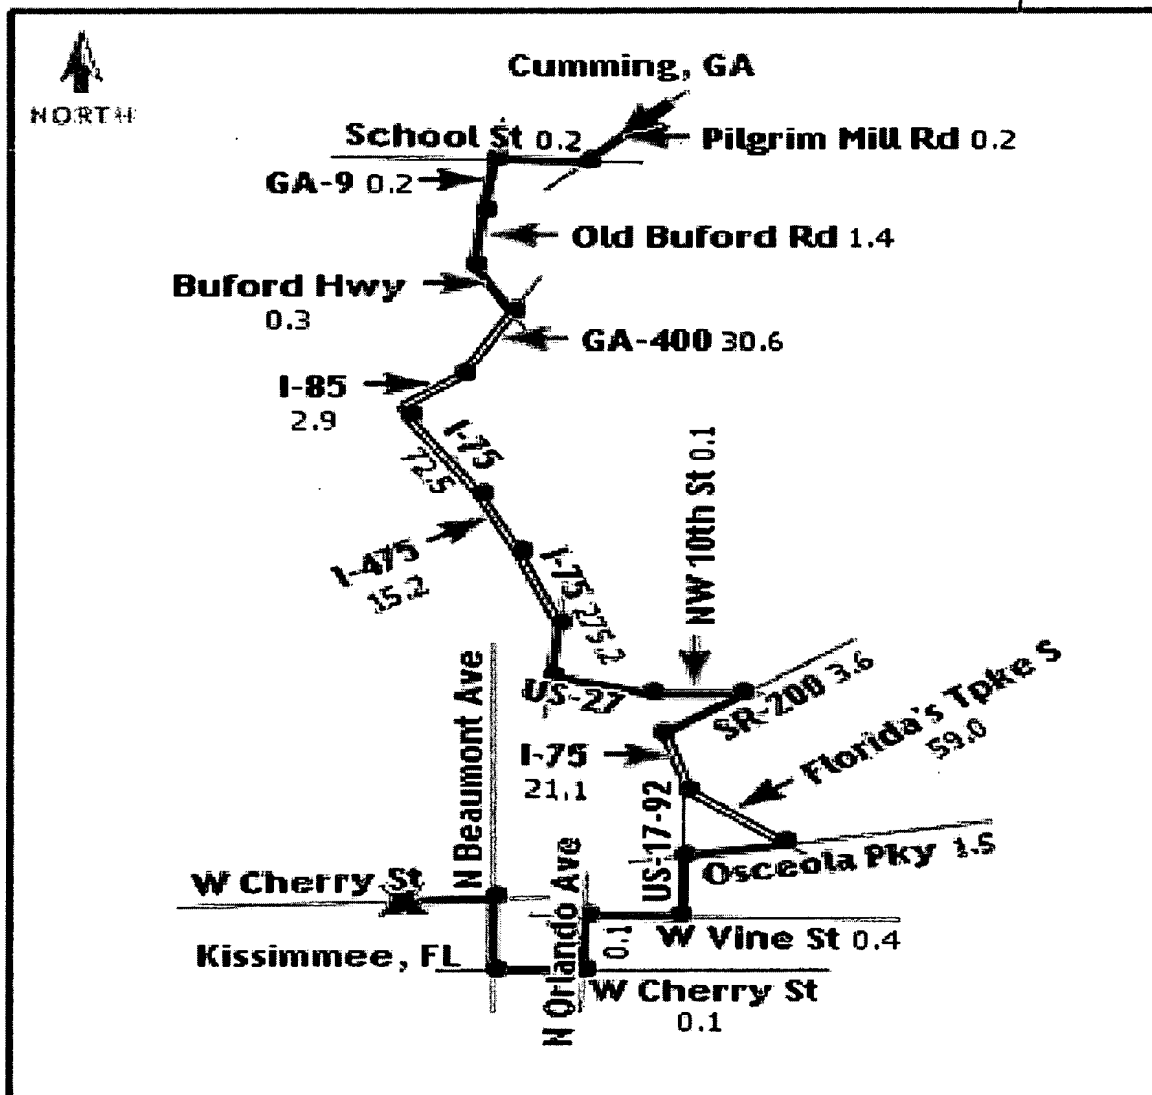 Cumming, GA
NORTH
School St 0.2
Pilgrim Mill Rd 0.2
GA-9 0.2
Old Buford Rd 1.4
Buford Hwy
0.3
GA-400 30.6
I-85
2.9
I-75
72.5
NW 10th St 0.1
I-475
15.2
I-75 275.2
US-27
SR-200 3.6
Florida's Tpke S
59.0
I-75
21.1
N Beaumont Ave
US-17-92
Osceola Pky 1.5
W Cherry St
N Orlando Ave
0.1
W Vine St 0.4
Kissimmee, FL
W Cherry St
0.1